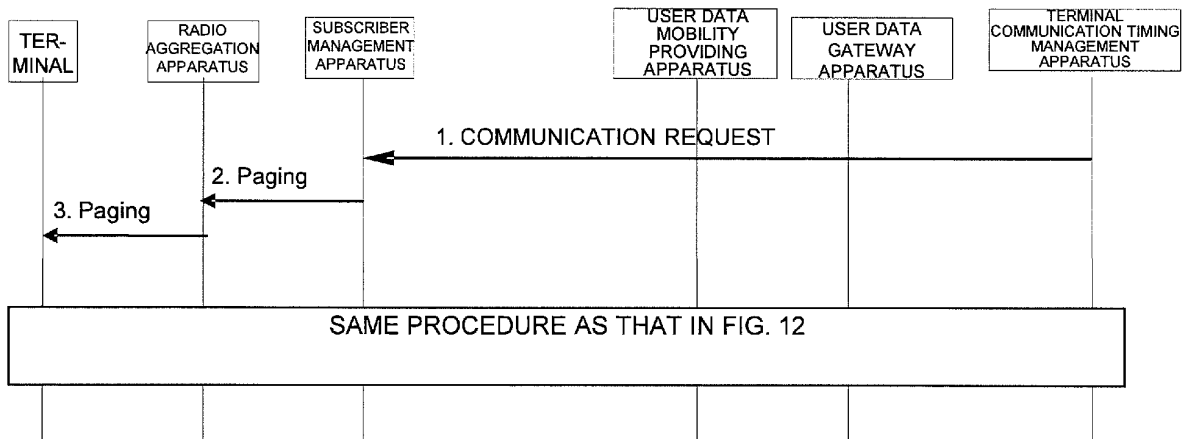 TER-
MINAL
RADIO
AGGREGATION
APPARATUS
SUBSCRIBER
MANAGEMENT
APPARATUS
USER DATA
MOBILITY
PROVIDING
APPARATUS
USER DATA
GATEWAY
APPARATUS
TERMINAL
COMMUNICATION TIMING
MANAGEMENT
APPARATUS
1. COMMUNICATION REQUEST
2. Paging
3. Paging
SAME PROCEDURE AS THAT IN FIG. 12